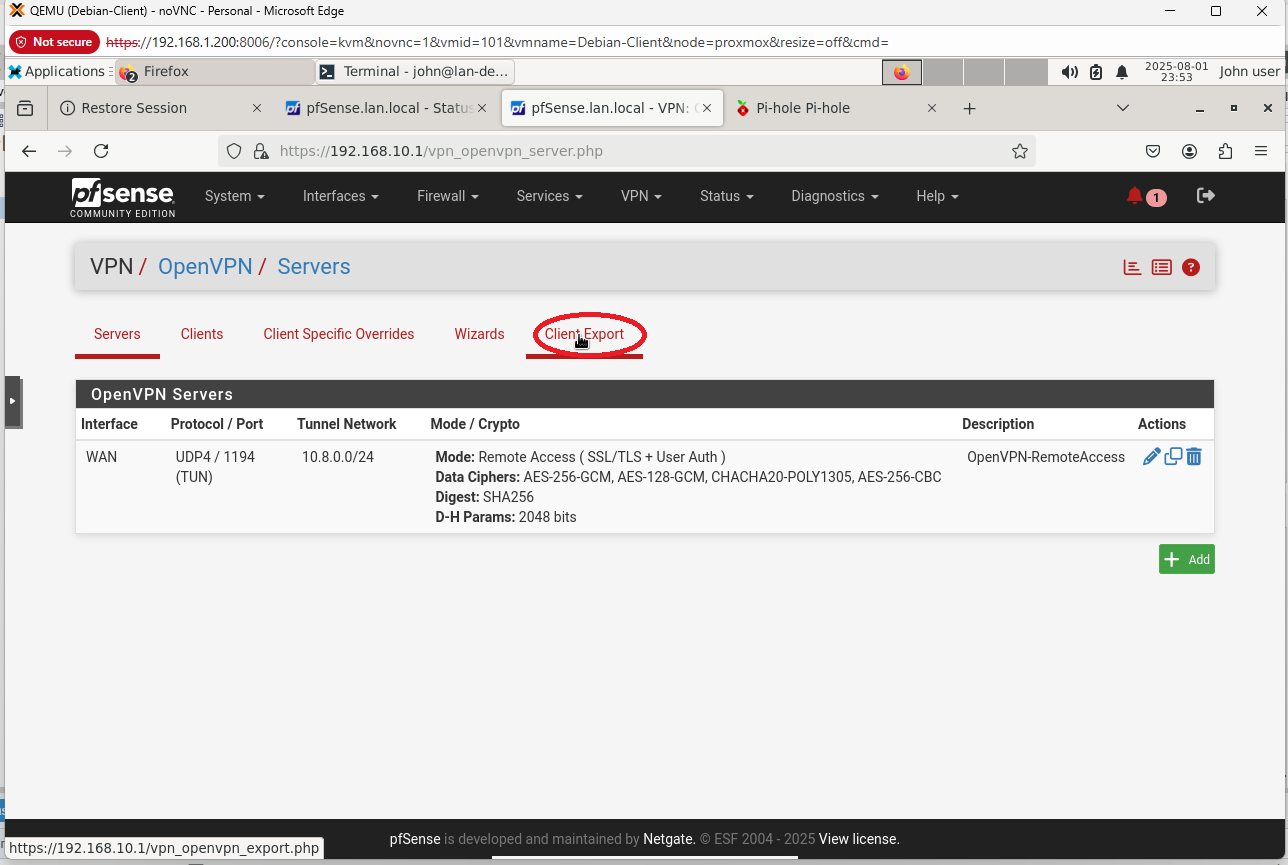 QEMU (Debian-Client) - noVNC - Personal - Microsoft Edge
Not secure https://192.168.1.200:8006/?console=kvm&novnc=1&vmid=101&vmname=Debian-Client&node=proxmox&resize=off&cmd=
Applications 2 Firefox Terminal - john@lan-de... 2025-08-01 John user
23:53
Restore Session pfSense.lan.local - Status pfSense.lan.local - VPN: Pi-hole Pi-hole
https://192.168.10.1/vpn_openvpn_server.php
pfsense System Interfaces Firewall Services VPN Status Diagnostics Help 1
COMMUNITY EDITION
VPN / OpenVPN / Servers
Servers Clients Client Specific Overrides Wizards Client Export
OpenVPN Servers
Interface Protocol / Port Tunnel Network Mode / Crypto Description Actions
WAN UDP4 / 1194 10.8.0.0/24 Mode: Remote Access ( SSL/TLS + User Auth ) OpenVPN-RemoteAccess
(TUN) Data Ciphers: AES-256-GCM, AES-128-GCM, CHACHA20-POLY1305, AES-256-CBC
Digest: SHA256
D-H Params: 2048 bits
Add
pfSense is developed and maintained by Netgate. © ESF 2004 - 2025 View license.
https://192.168.10.1/vpn_openvpn_export.php